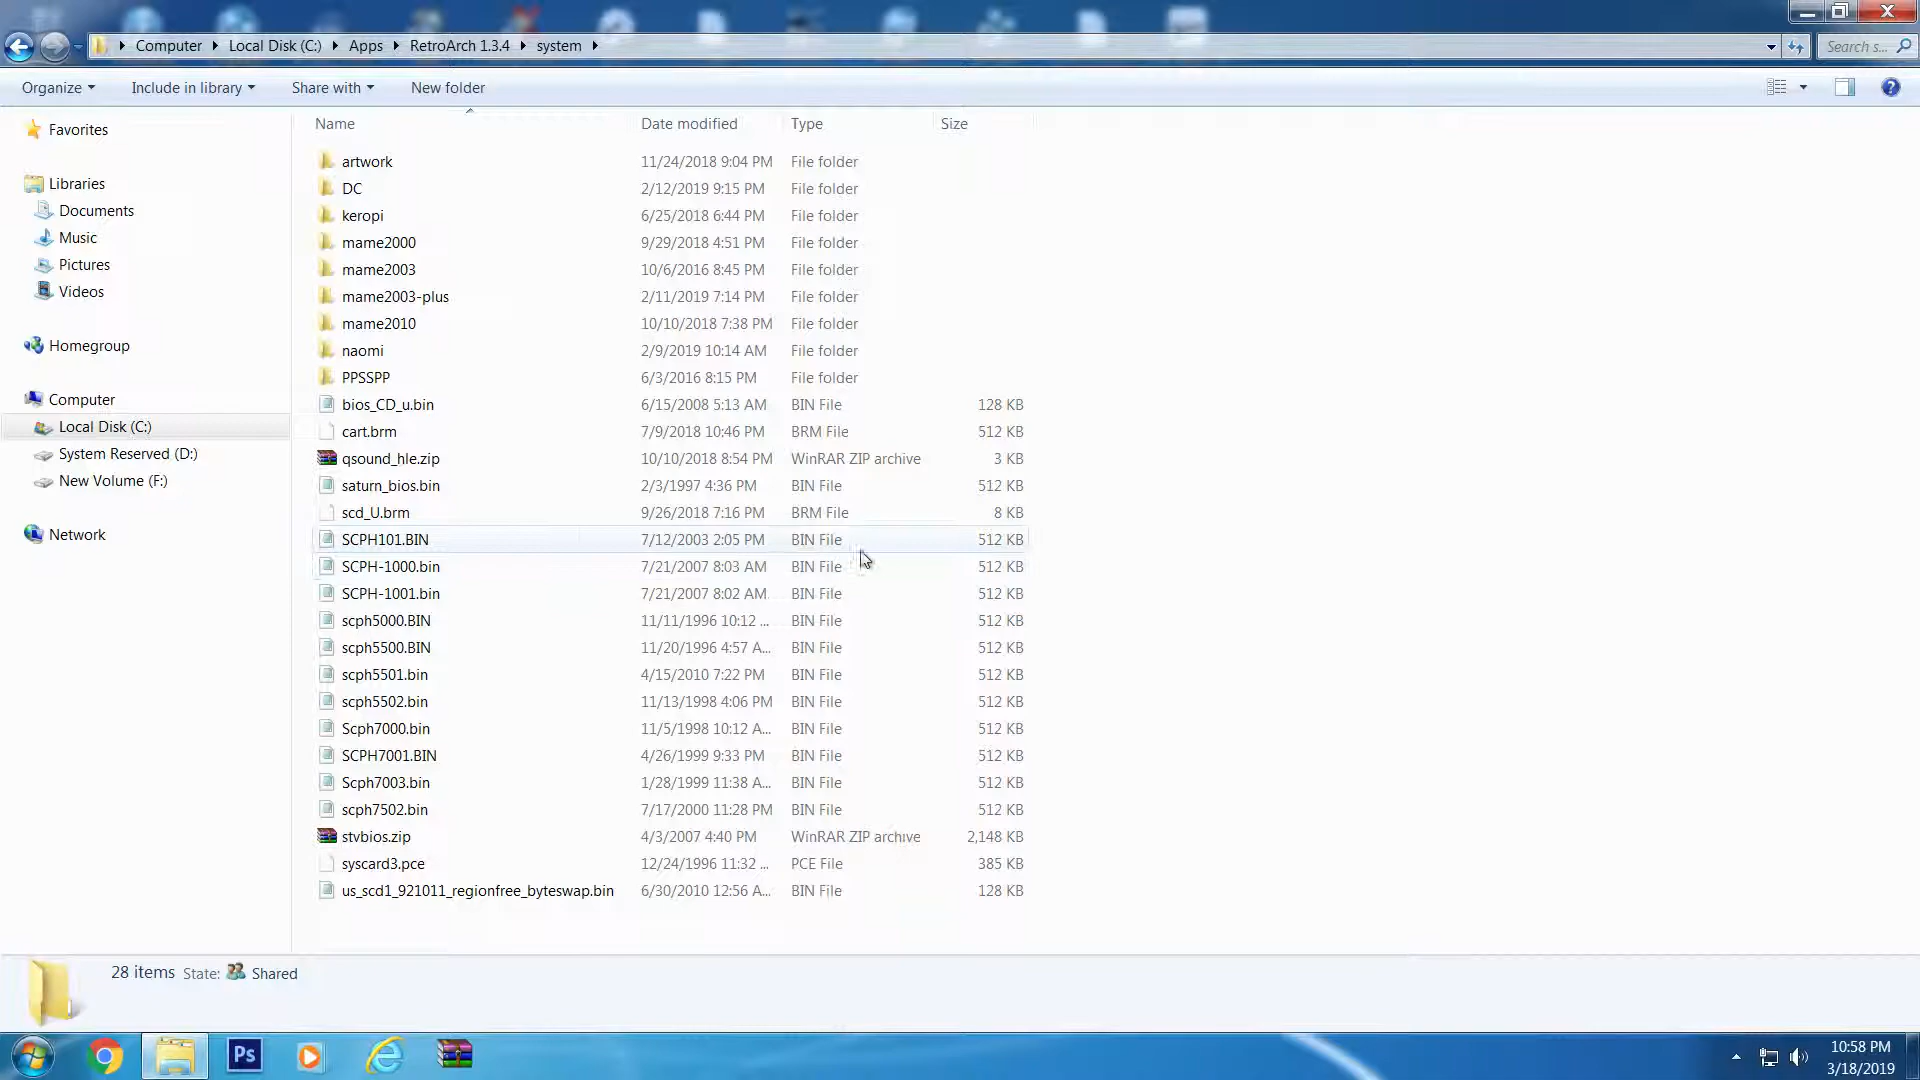 Computer Local Disk (C:) Apps RetroArch 1.3.4 system Search s...
Organize Include in library Share with New folder
Name Date modified Type Size
Favorites
Libraries
Documents
Music
Pictures
Videos
Homegroup
Computer
Local Disk (C:)
System Reserved (D:)
New Volume (F:)
Network
artwork 11/24/2018 9:04 PM File folder
DC 2/12/2019 9:15 PM File folder
keropi 6/25/2018 6:44 PM File folder
mame2000 9/29/2018 4:51 PM File folder
mame2003 10/6/2016 8:45 PM File folder
mame2003-plus 2/11/2019 7:14 PM File folder
mame2010 10/10/2018 7:38 PM File folder
naomi 2/9/2019 10:14 AM File folder
PPSSPP 6/3/2016 8:15 PM File folder
bios_CD_u.bin 6/15/2008 5:13 AM BIN File 128 KB
cart.brm 7/9/2018 10:46 PM BRM File 512 KB
qsound_hle.zip 10/10/2018 8:54 PM WinRAR ZIP archive 3 KB
saturn_bios.bin 2/3/1997 4:36 PM BIN File 512 KB
scd_U.brm 9/26/2018 7:16 PM BRM File 8 KB
SCPH101.BIN 7/12/2003 2:05 PM BIN File 512 KB
SCPH-1000.bin 7/21/2007 8:03 AM BIN File 512 KB
SCPH-1001.bin 7/21/2007 8:02 AM BIN File 512 KB
scph5000.BIN 11/11/1996 10:12 ... BIN File 512 KB
scph5500.BIN 11/20/1996 4:57 A... BIN File 512 KB
scph5501.bin 4/15/2010 7:22 PM BIN File 512 KB
scph5502.bin 11/13/1998 4:06 PM BIN File 512 KB
Scph7000.bin 11/5/1998 10:12 A... BIN File 512 KB
SCPH7001.BIN 4/26/1999 9:33 PM BIN File 512 KB
Scph7003.bin 1/28/1999 11:38 A... BIN File 512 KB
scph7502.bin 7/17/2000 11:28 PM BIN File 512 KB
stvbios.zip 4/3/2007 4:40 PM WinRAR ZIP archive 2,148 KB
syscard3.pce 12/24/1996 11:32 ... PCE File 385 KB
us_scd1_921011_regionfree_byteswap.bin 6/30/2010 12:56 A... BIN File 128 KB
28 items State: Shared
Ps
10:58 PM
3/18/2019